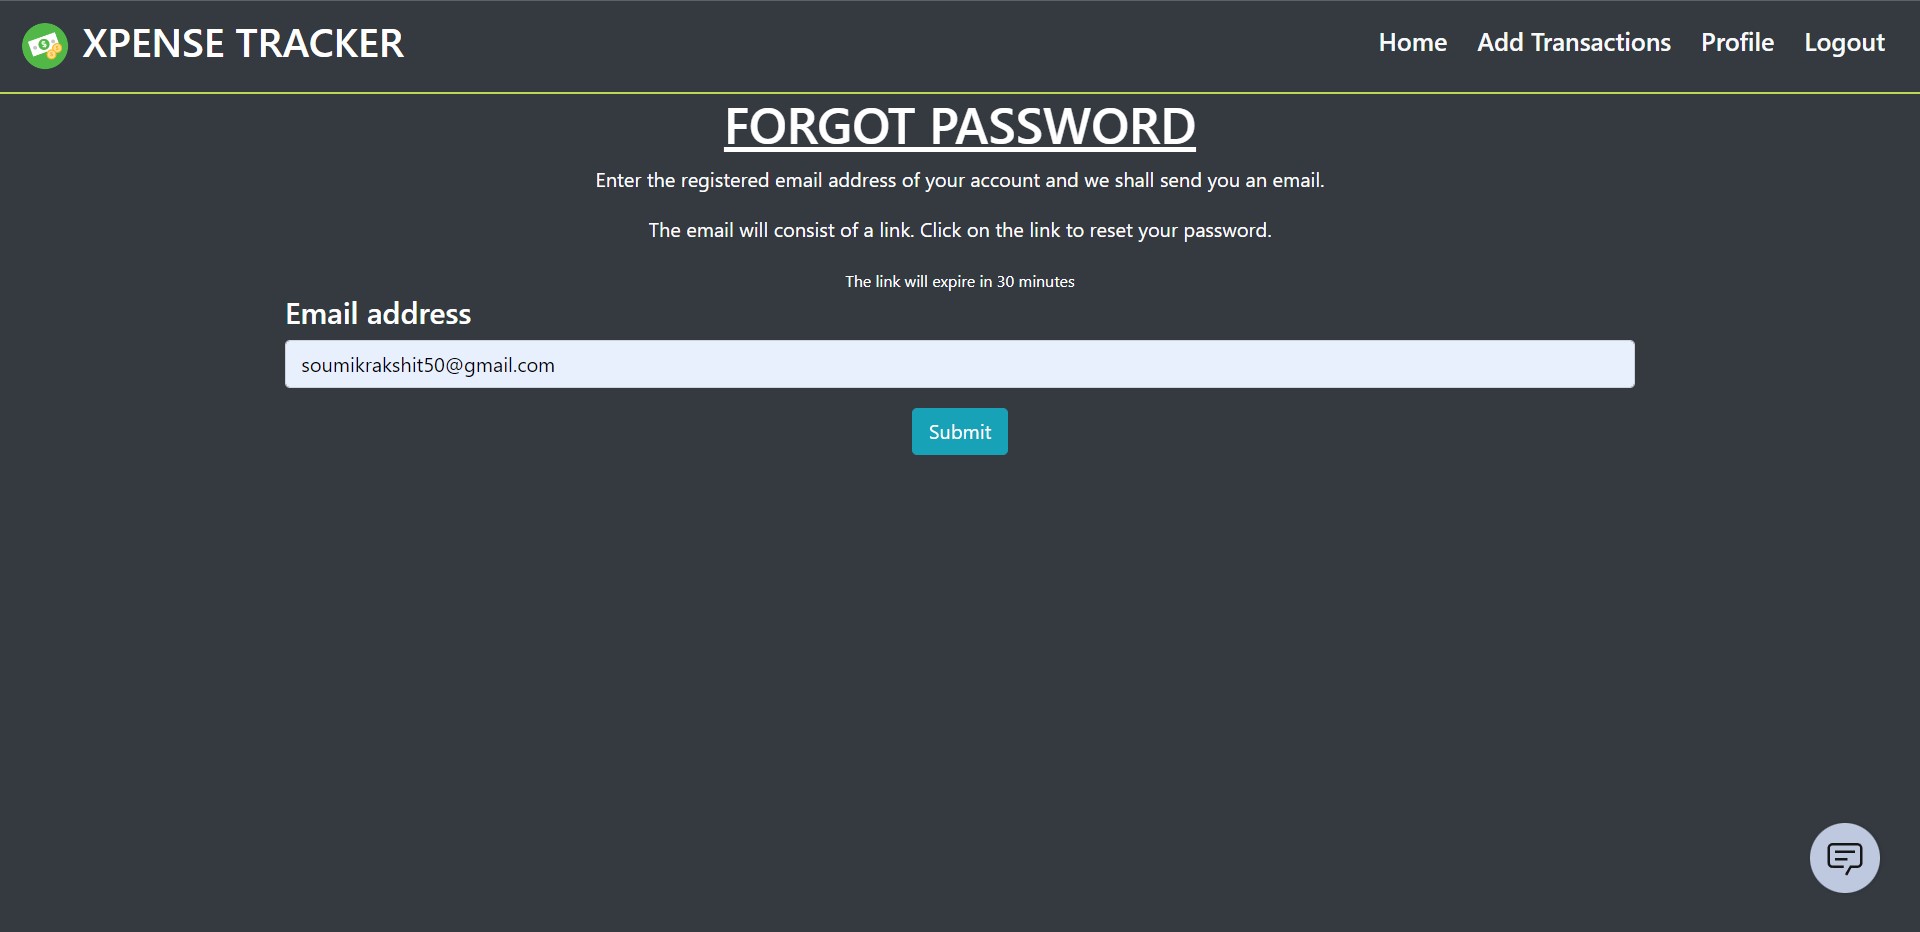 XPENSE TRACKER
Home Add Transactions Profile Logout
FORGOT PASSWORD
Enter the registered email address of your account and we shall send you an email.
The email will consist of a link. Click on the link to reset your password.
The link will expire in 30 minutes
Email address
soumikrakshit50@gmail.com
Submit